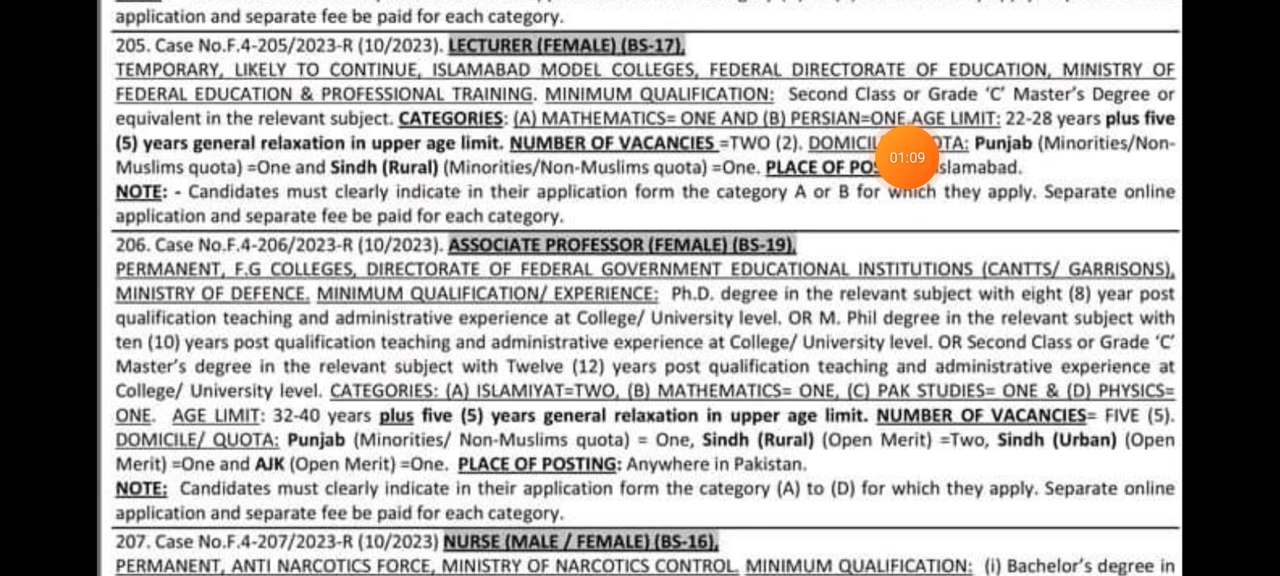 application and separate fee be paid for each category.
205. Case No.F.4-205/2023-R (10/2023). LECTURER (FEMALE) (BS-17),
TEMPORARY, LIKELY TO CONTINUE, ISLAMABAD MODEL COLLEGES, FEDERAL DIRECTORATE OF EDUCATION, MINISTRY OF
FEDERAL EDUCATION & PROFESSIONAL TRAINING. MINIMUM QUALIFICATION: Second Class or Grade 'C' Master's Degree or
equivalent in the relevant subject. CATEGORIES: (A) MATHEMATICS= ONE AND (B) PERSIAN=ONE.AGE LIMIT: 22-28 years plus five
(5) years general relaxation in upper age limit. NUMBER OF VACANCIES =TWO (2). Punjab (Minorities/Non-
Muslims quota) =One and Sindh (Rural) (Minorities/Non-Muslims quota) =One. PLACE OF
NOTE: - Candidates must clearly indicate in their application form the category A or B for which they apply. Separate online
application and separate fee be paid for each category.
01:09
206. Case No.F.4-206/2023-R (10/2023). ASSOCIATE PROFESSOR (FEMALE) (BS-19),
PERMANENT, F.G COLLEGES, DIRECTORATE OF FEDERAL GOVERNMENT EDUCATIONAL INSTITUTIONS (CANTTS/ GARRISONS),
MINISTRY OF DEFENCE. MINIMUM QUALIFICATION/ EXPERIENCE: Ph.D. degree in the relevant subject with eight (8) year post
qualification teaching and administrative experience at College/ University level. OR M. Phil degree in the relevant subject with
ten (10) years post qualification teaching and administrative experience at College/ University level. OR Second Class or Grade 'C'
Master's degree in the relevant subject with Twelve (12) years post qualification teaching and administrative experience at
College/ University level. CATEGORIES: (A) ISLAMIYAT=TWO, (B) MATHEMATICS= ONE, (C) PAK STUDIES= ONE & (D) PHYSICS=
ONE. AGE LIMIT: 32-40 years plus five (5) years general relaxation in upper age limit. NUMBER OF VACANCIES= FIVE (5).
DOMICILE/ QUOTA: Punjab (Minorities/ Non-Muslims quota) = One, Sindh (Rural) (Open Merit) =Two, Sindh (Urban) (Open
Merit) =One and AJK (Open Merit) =One. PLACE OF POSTING: Anywhere in Pakistan.
NOTE: Candidates must clearly indicate in their application form the category (A) to (D) for which they apply. Separate online
application and separate fee be paid for each category.
207. Case No.F.4-207/2023-R (10/2023) NURSE (MALE / FEMALE) (BS-16),
PERMANENT, ANTI NARCOTICS FORCE, MINISTRY OF NARCOTICS CONTROL. MINIMUM QUALIFICATION: (i) Bachelor's degree in